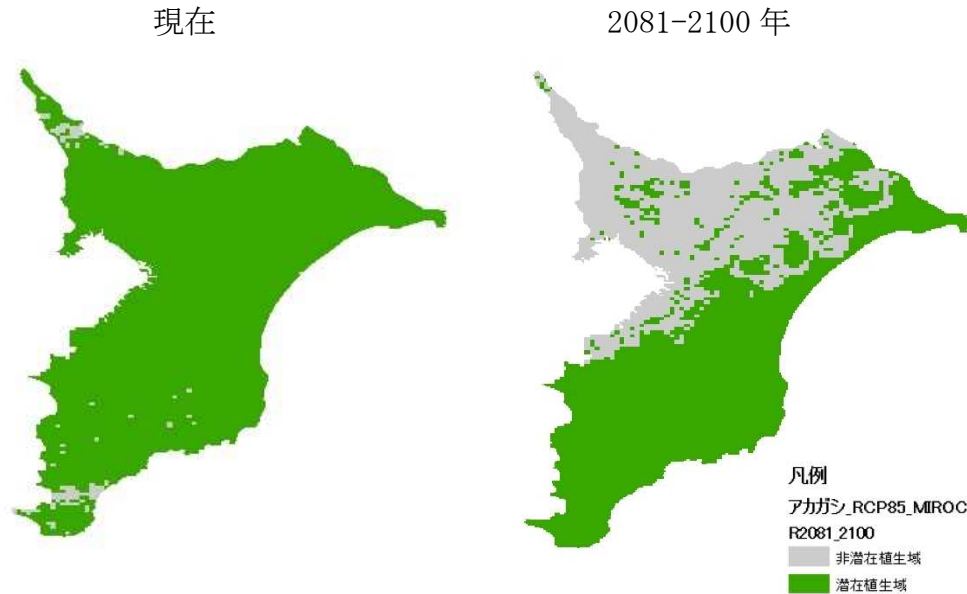 現在
2081-2100 年
凡例
アカガシ_RCP85_MIROC
R2081_2100
非潜在植生域
潜在植生域